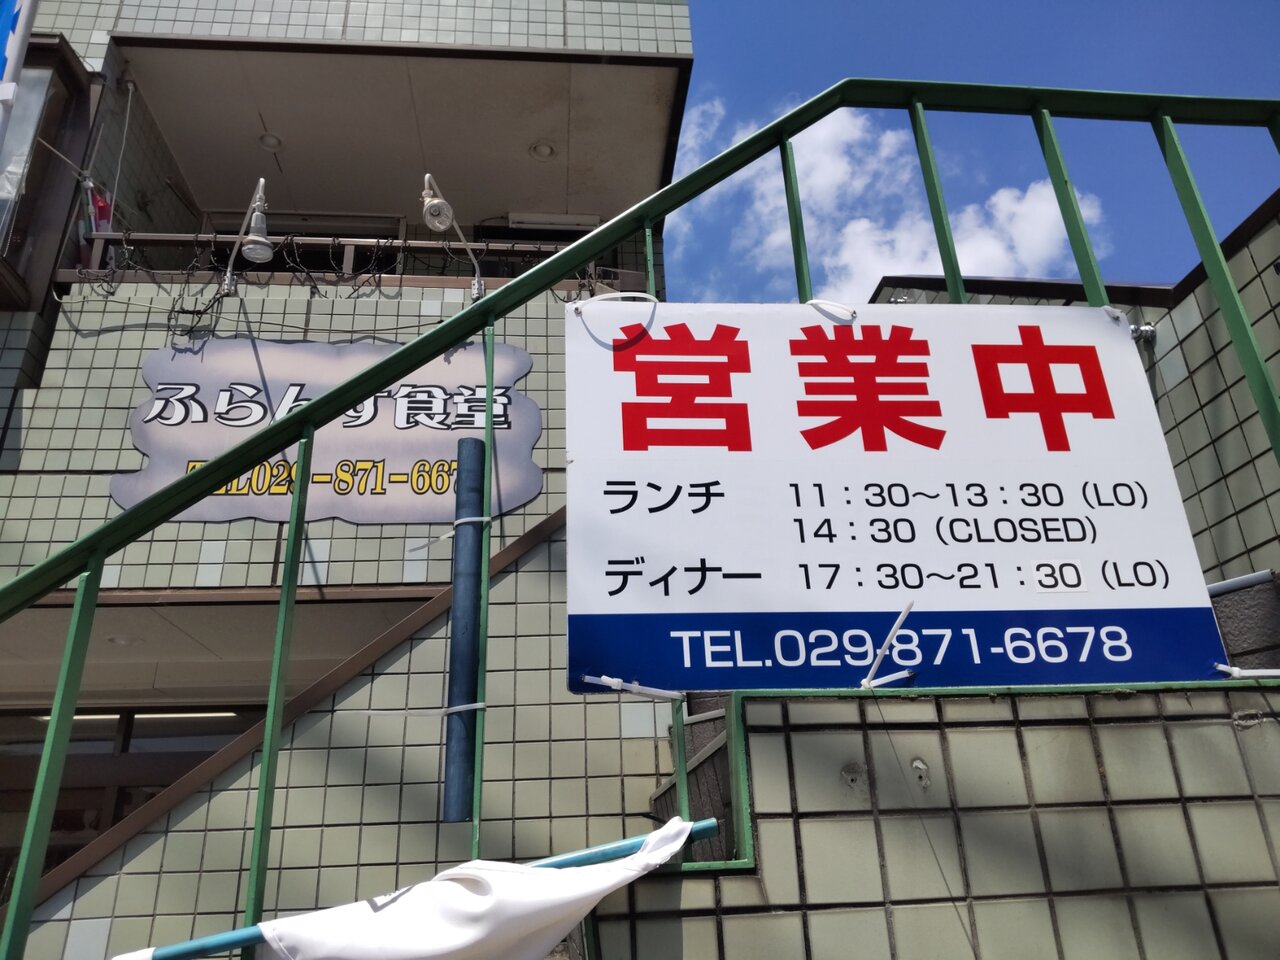 ふらんす食堂
TEL029-871-667
営業中
ランチ 11:30~13:30 (LO)
14:30 (CLOSED)
ディナー 17:30~21:30 (LO)
TEL.029-871-6678